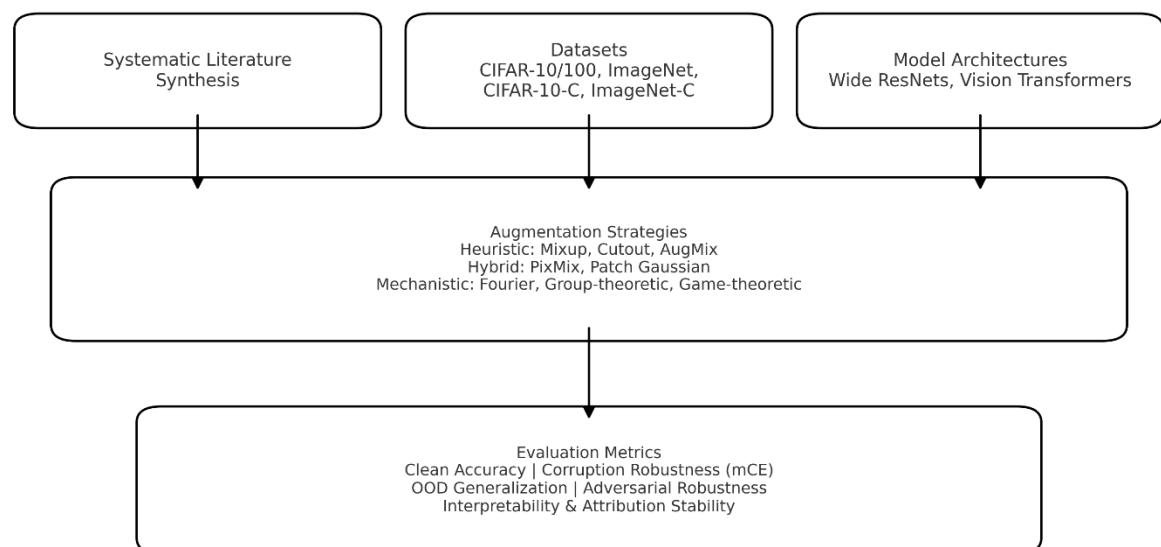 Systematic Literature
Synthesis
Datasets
CIFAR-10/100, ImageNet,
CIFAR-10-C, ImageNet-C
Model Architectures
Wide ResNets, Vision Transformers
Augmentation Strategies
Heuristic: Mixup, Cutout, AugMix
Hybrid: PixMix, Patch Gaussian
Mechanistic: Fourier, Group-theoretic, Game-theoretic
Evaluation Metrics
Clean Accuracy | Corruption Robustness (mCE)
OOD Generalization | Adversarial Robustness
Interpretability & Attribution Stability